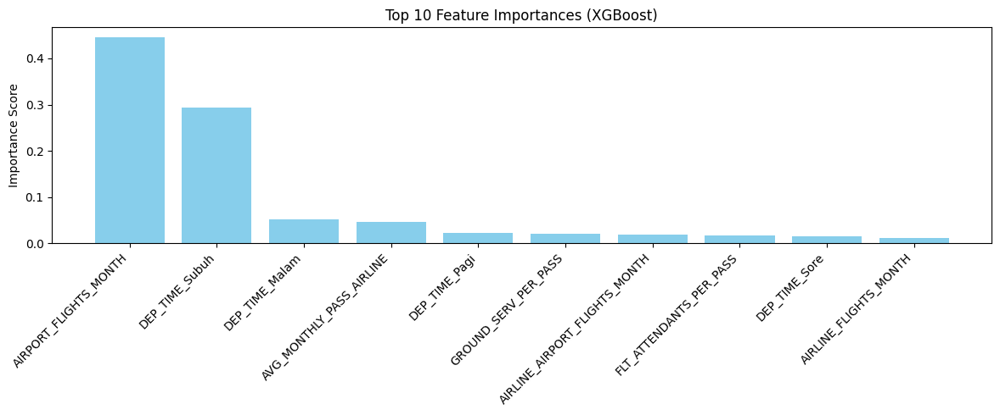 Top 10 Feature Importances (XGBoost)
Importance Score
0.4
0.3
0.2
0.1
0.0
AIRPORT_FLIGHTS_MONTH
DEP_TIME_Subuh
DEP_TIME_Malam
AVG_MONTHLY_PASS_AIRLINE
DEP_TIME_Pagi
GROUND_SERV_PER_PASS
AIRLINE_AIRPORT_FLIGHTS_MONTH
FLT_ATTENDANTS_PER_PASS
DEP_TIME_Sore
AIRLINE_FLIGHTS_MONTH